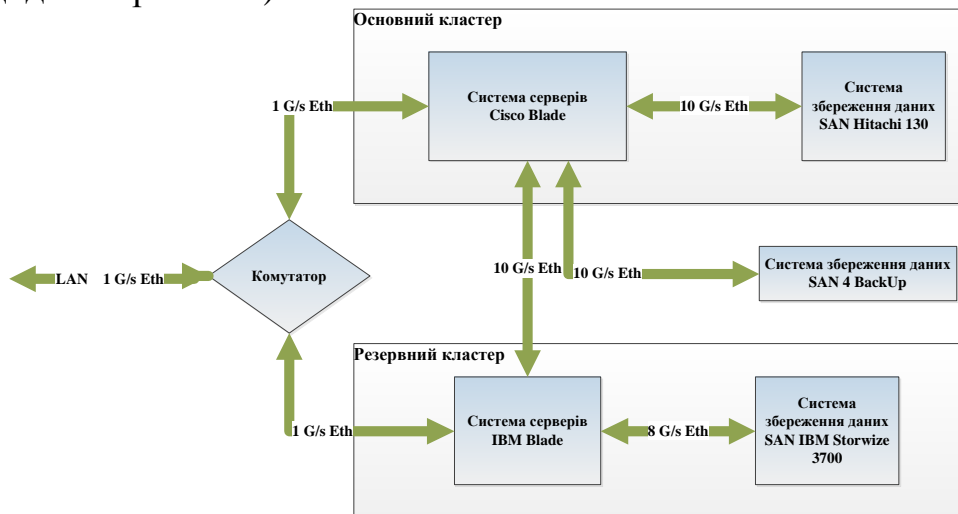 Основний кластер
1 G/s Eth
Система серверів
Cisco Blade
10 G/s Eth
Система
збереження даних
SAN Hitachi 130
LAN
1 G/s Eth
Комутатор
10 G/s Eth
10 G/s Eth
Система збереження даних
SAN 4 BackUp
Резервний кластер
1 G/s Eth
Система серверів
IBM Blade
8 G/s Eth
Система
збереження даних
SAN IBM Storwize
3700